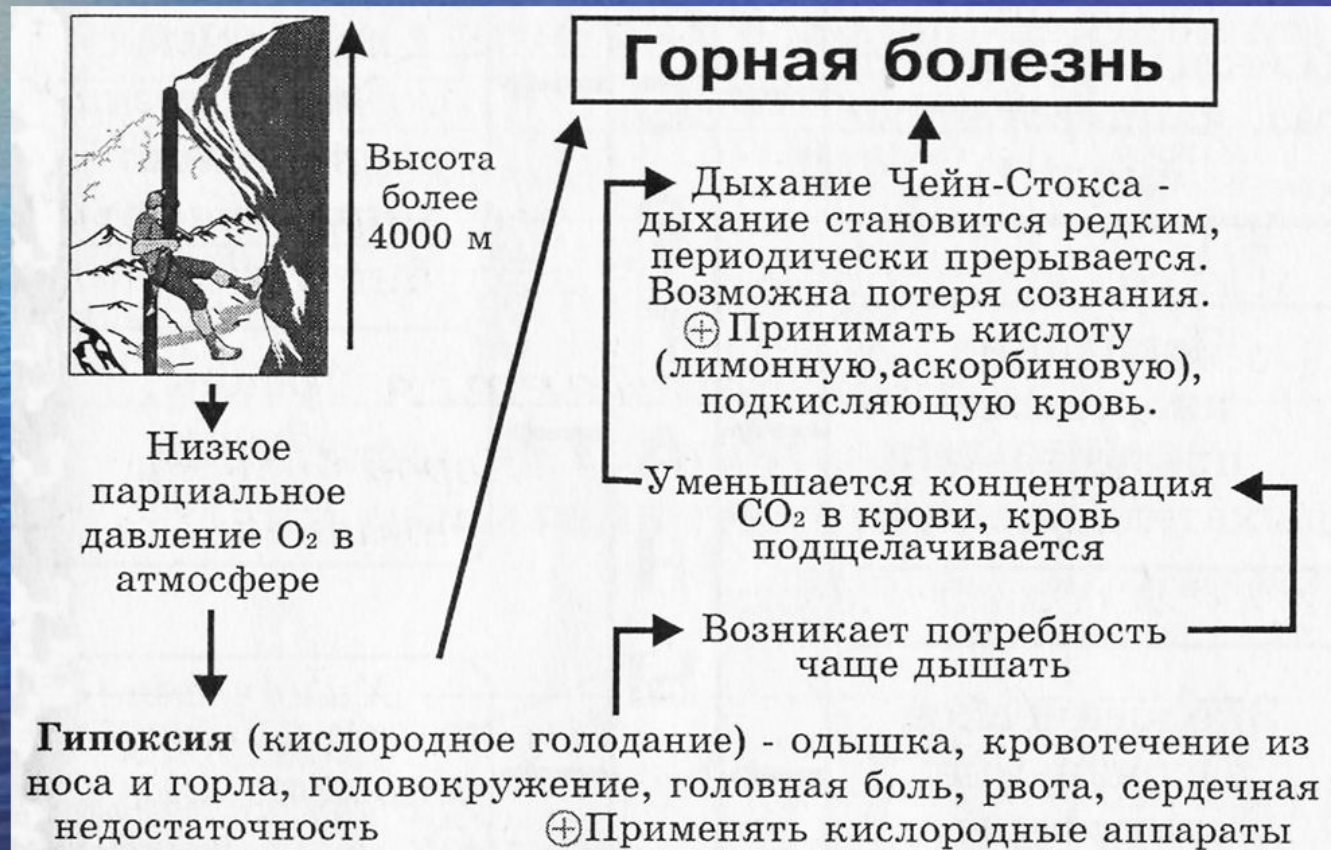 Горная болезнь
Высота
более
4000 м
Низкое
парциальное
давление O₂ в
атмосфере
Дыхание Чейн-Стокса -
дыхание становится редким,
периодически прерывается.
Возможна потеря сознания.
⊕Принимать кислоту
(лимонную,аскорбиновую),
подкисляющую кровь.
Уменьшается концентрация
CO₂ в крови, кровь
подщелачивается
Возникает потребность
чаще дышать
Гипоксия (кислородное голодание) - одышка, кровотечение из
носа и горла, головокружение, головная боль, рвота, сердечная
недостаточность ⊕Применять кислородные аппараты